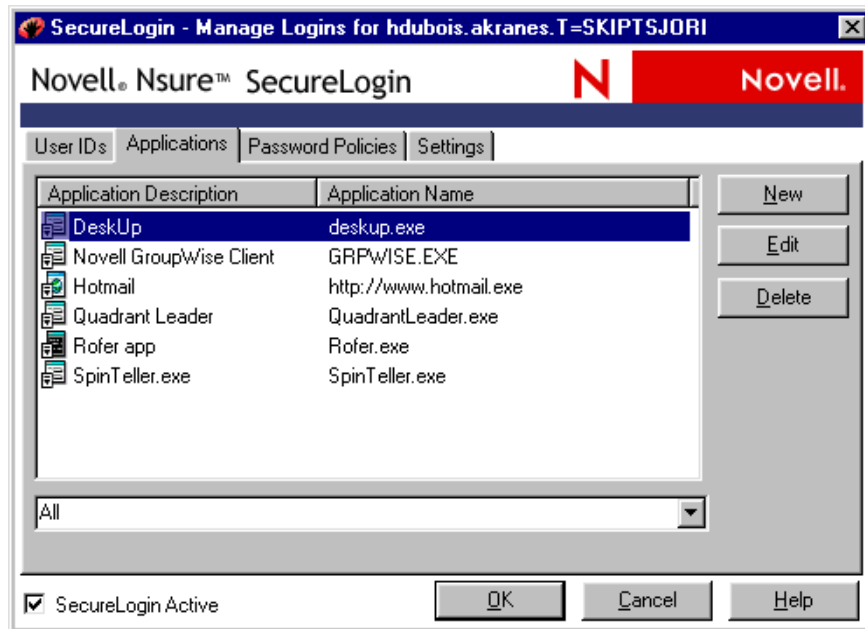 SecureLogin - Manage Logins for hdubois.akranes.T=SKIPTSJORI
Novell® Nsure™ SecureLogin N Novell.
User IDs Applications Password Policies Settings
Application Description Application Name
DeskUp deskup.exe
Novell GroupWise Client GRPWISE.EXE
Hotmail http://www.hotmail.exe
Quadrant Leader QuadrantLeader.exe
Rofer app Rofer.exe
SpinTeller.exe SpinTeller.exe
New
Edit
Delete
All
SecureLogin Active OK Cancel Help